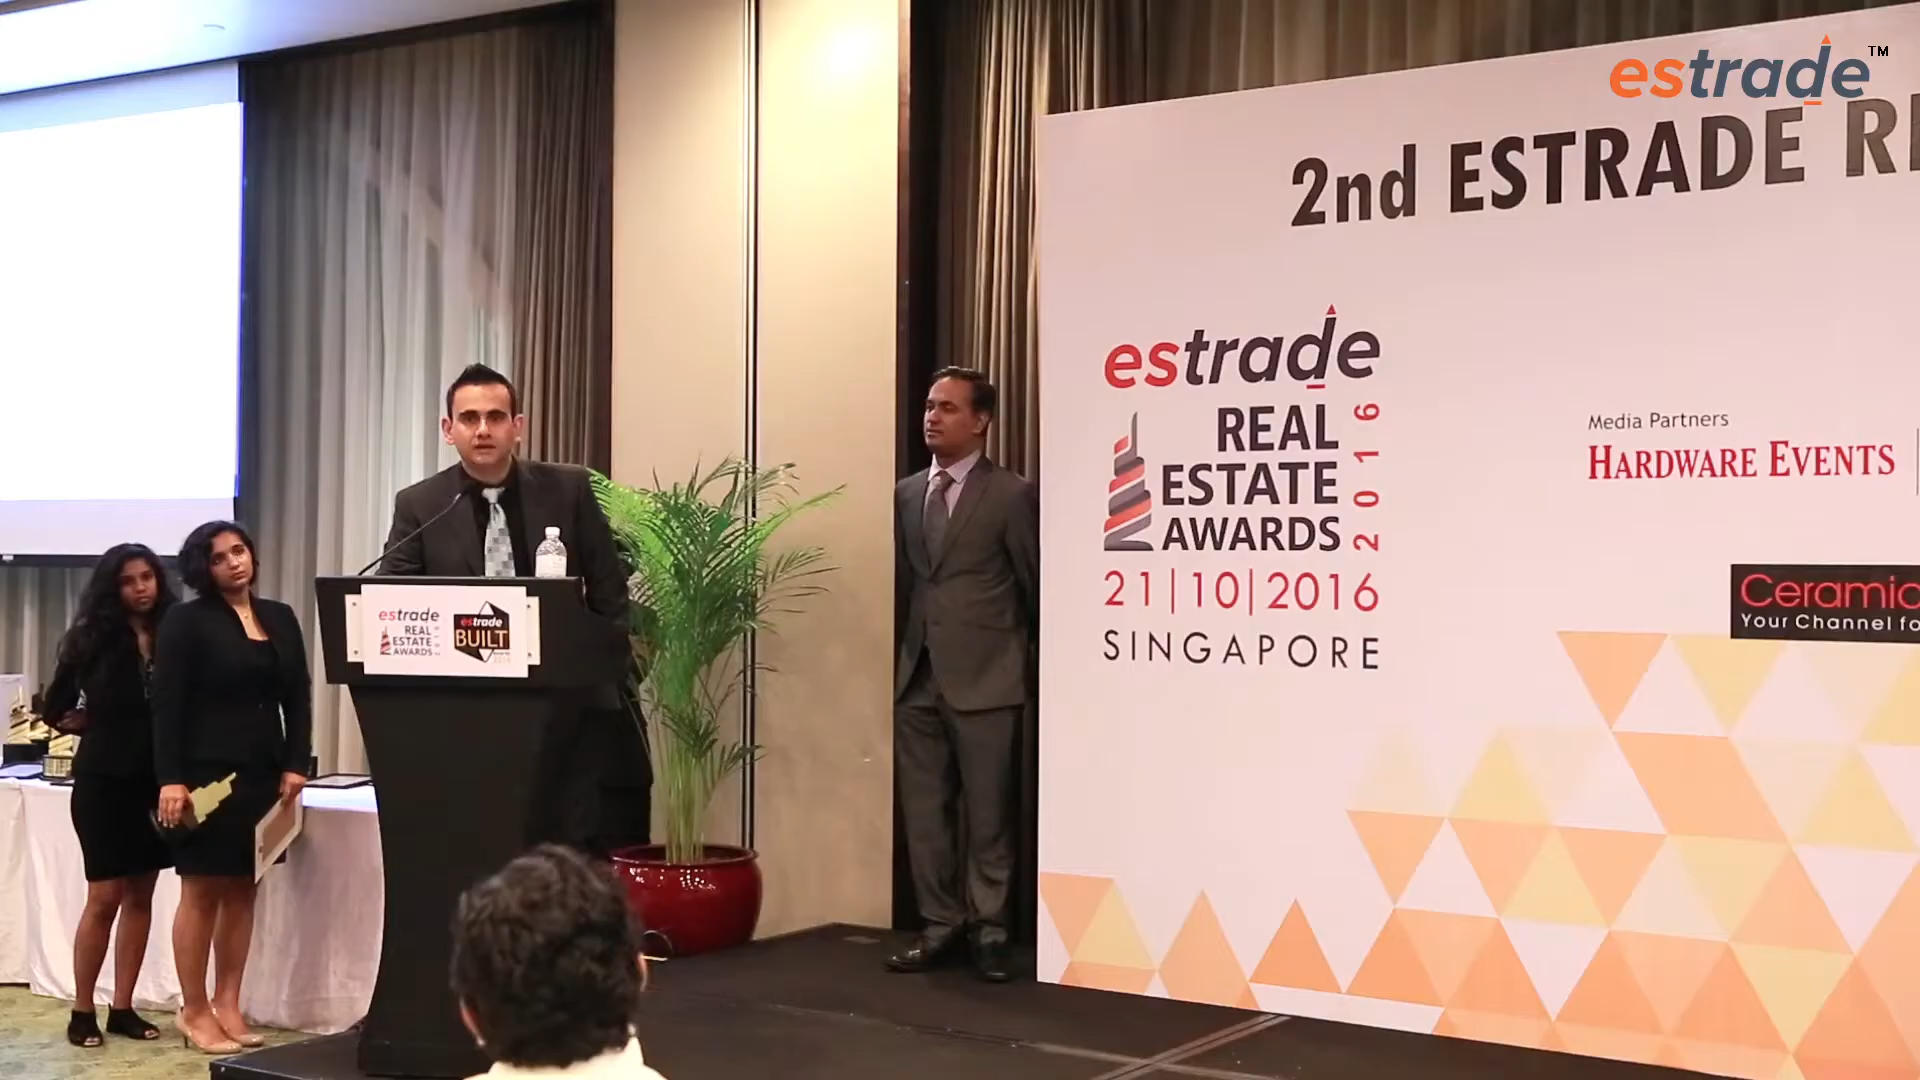 estrade™
2nd ESTRADE
estrade
REAL
ESTATE
AWARDS
2016
21|10|2016
SINGAPORE
Media Partners
HARDWARE EVENTS
Ceramic
Your Channel fo
estrade
REAL
ESTATE
AWARDS
estrade
BUILT